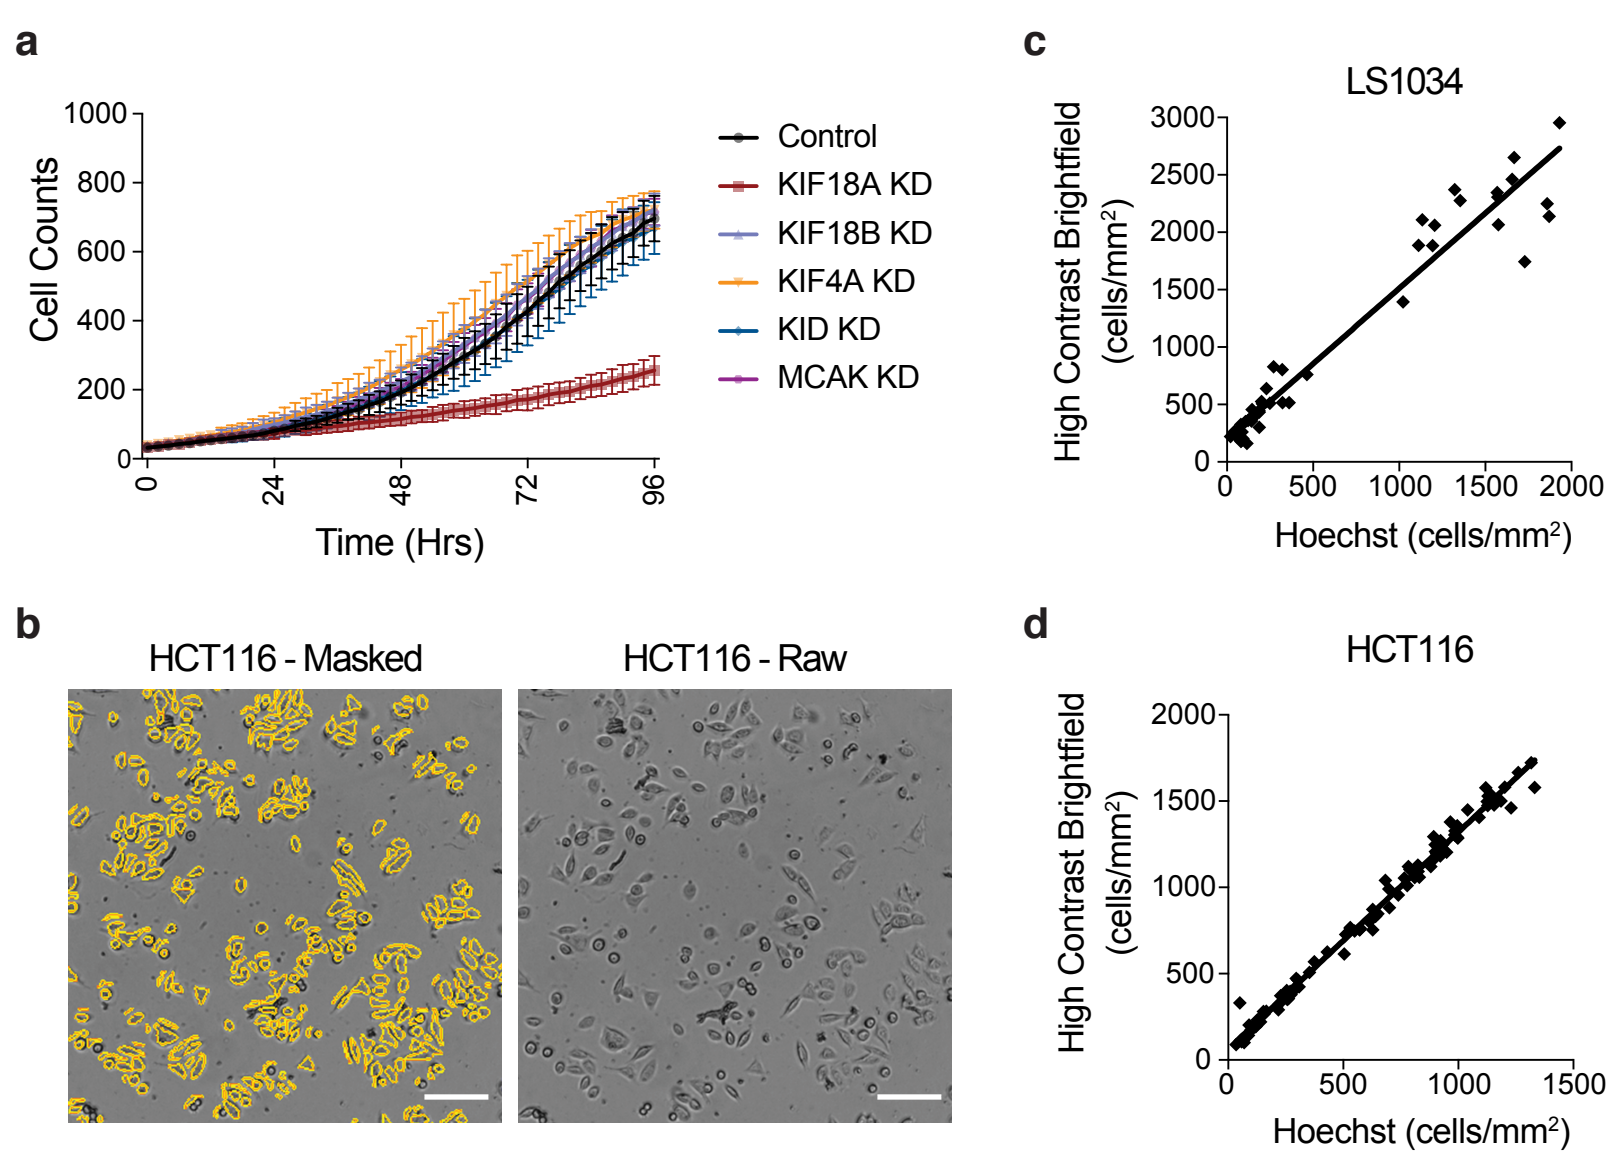 a
1000
800
600
400
200
0
Cell Counts
0
24
48
72
96
Time (Hrs)
Control
KIF18A KD
KIF18B KD
KIF4A KD
KID KD
MCAK KD
b
HCT116 - Masked
HCT116 - Raw
c
LS1034
High Contrast Brightfield
(cells/mm²)
3000
2500
2000
1500
1000
500
0
0
500
1000
1500
2000
Hoechst (cells/mm²)
d
HCT116
High Contrast Brightfield
(cells/mm²)
2000
1500
1000
500
0
0
500
1000
1500
Hoechst (cells/mm²)